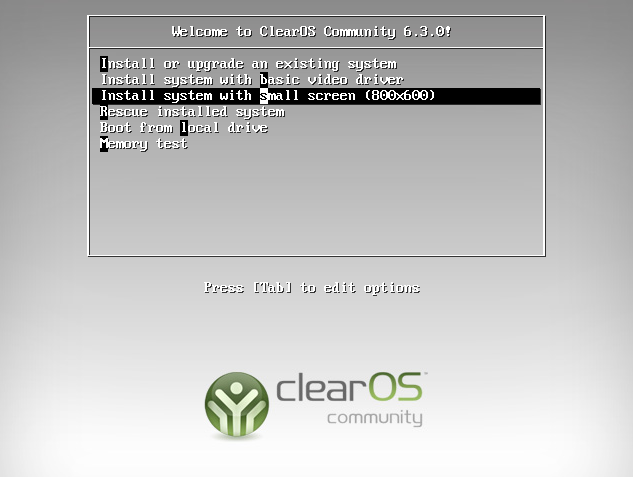 Welcome to ClearOS Community 6.3.0!
Install or upgrade an existing system
Install system with basic video driver
Install system with small screen (800x600)
Rescue installed system
Boot from local drive
Memory test
Press [Tab] to edit options
clearOS™
community